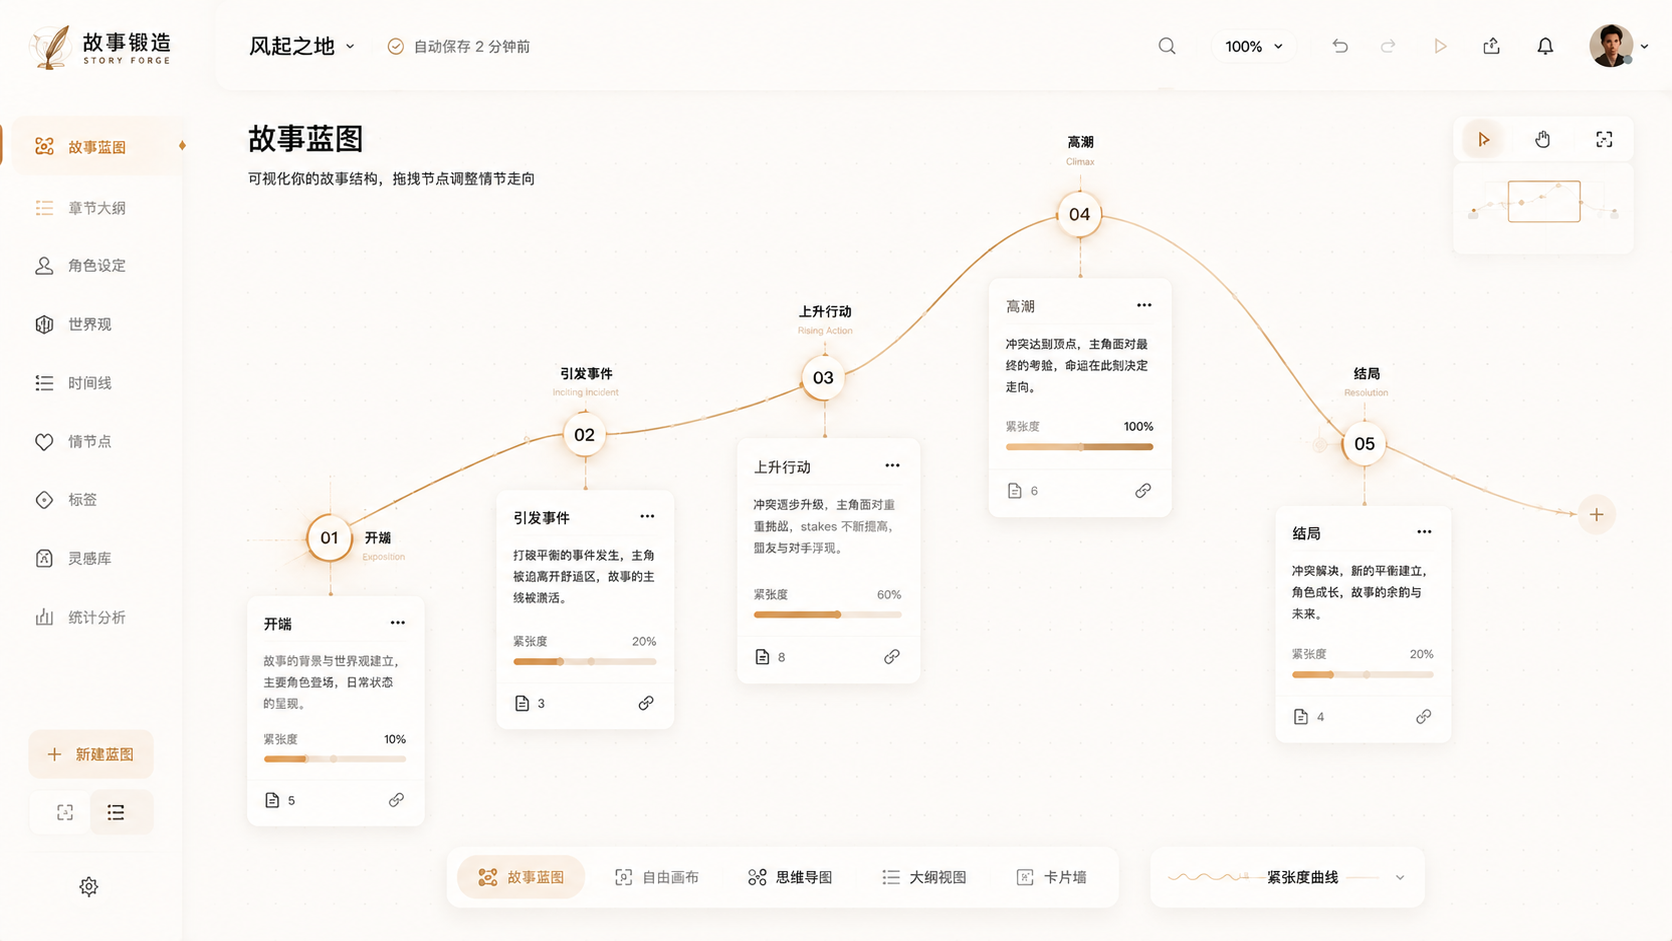 故事锻造
STORY FORGE
风起之地
自动保存 2 分钟前
100%
故事蓝图
章节大纲
角色设定
世界观
时间线
情节点
标签
灵感库
统计分析
新建蓝图
故事蓝图
可视化你的故事结构，拖拽节点调整情节走向
01
开端
Exposition
开端
故事的背景与世界观建立，
主要角色登场，日常状态
的呈现。
紧张度
10%
5
引发事件
Inciting Incident
02
引发事件
打破平衡的事件发生，主角
被迫离开舒适区，故事的主
线被激活。
紧张度
20%
3
上升行动
Rising Action
03
上升行动
冲突逐步升级，主角面对重
重挑战，stakes 不断提高，
盟友与对手浮现。
紧张度
60%
8
高潮
Climax
04
高潮
冲突达到顶点，主角面对最
终的考验，命运在此刻决定
走向。
紧张度
100%
6
结局
Resolution
05
结局
冲突解决，新的平衡建立，
角色成长，故事的余韵与
未来。
紧张度
20%
4
故事蓝图
自由画布
思维导图
大纲视图
卡片墙
紧张度曲线